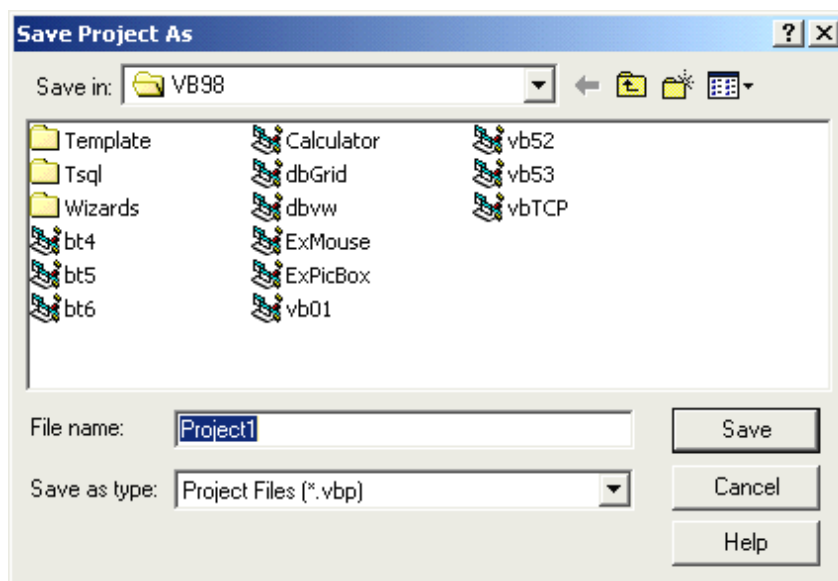 Save Project As
Save in: VB98
Template Calculator vb52
Tsql dbGrid vb53
Wizards dbvw vbTCP
bt4 ExMouse
bt5 ExPicBox
bt6 vb01
File name: Project1 Save
Save as type: Project Files (*.vbp) Cancel
Help